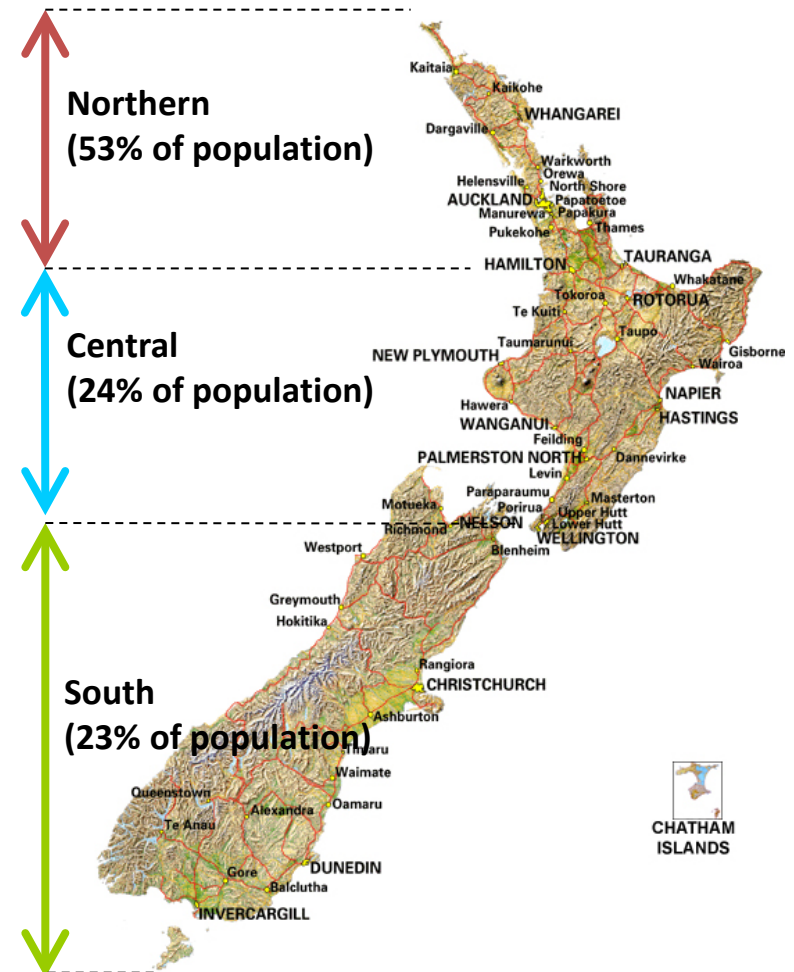 Northern
(53% of population)
Central
(24% of population)
South
(23% of population)
Kaitaia
Kaikohe
WHANGAREI
Dargaville
Warkworth
Orewa
Helensville
North Shore
AUCKLAND
Papatoetoe
Manurewa
Papakura
Pukekohe
Thames
HAMILTON
TAURANGA
Whakatane
Tokoroa
ROTORUA
Te Kuiti
Taumarunui
Taupo
NEW PLYMOUTH
Gisborne
Wairoa
NAPIER
Hawera
HASTINGS
WANGANUI
Feilding
PALMERSTON NORTH
Dannevirke
Levin
Paraparaumu
Masterton
Motueka
Porirua
Upper Hutt
Richmond
NELSON
Lower Hutt
WELLINGTON
Blenheim
Westport
Greymouth
Hokitika
Rangiora
CHRISTCHURCH
Ashburton
Timaru
Waimate
Queenstown
Oamaru
Alexandra
Te Anau
CHATHAM
ISLANDS
DUNEDIN
Gore
Balclutha
INVERCARGILL